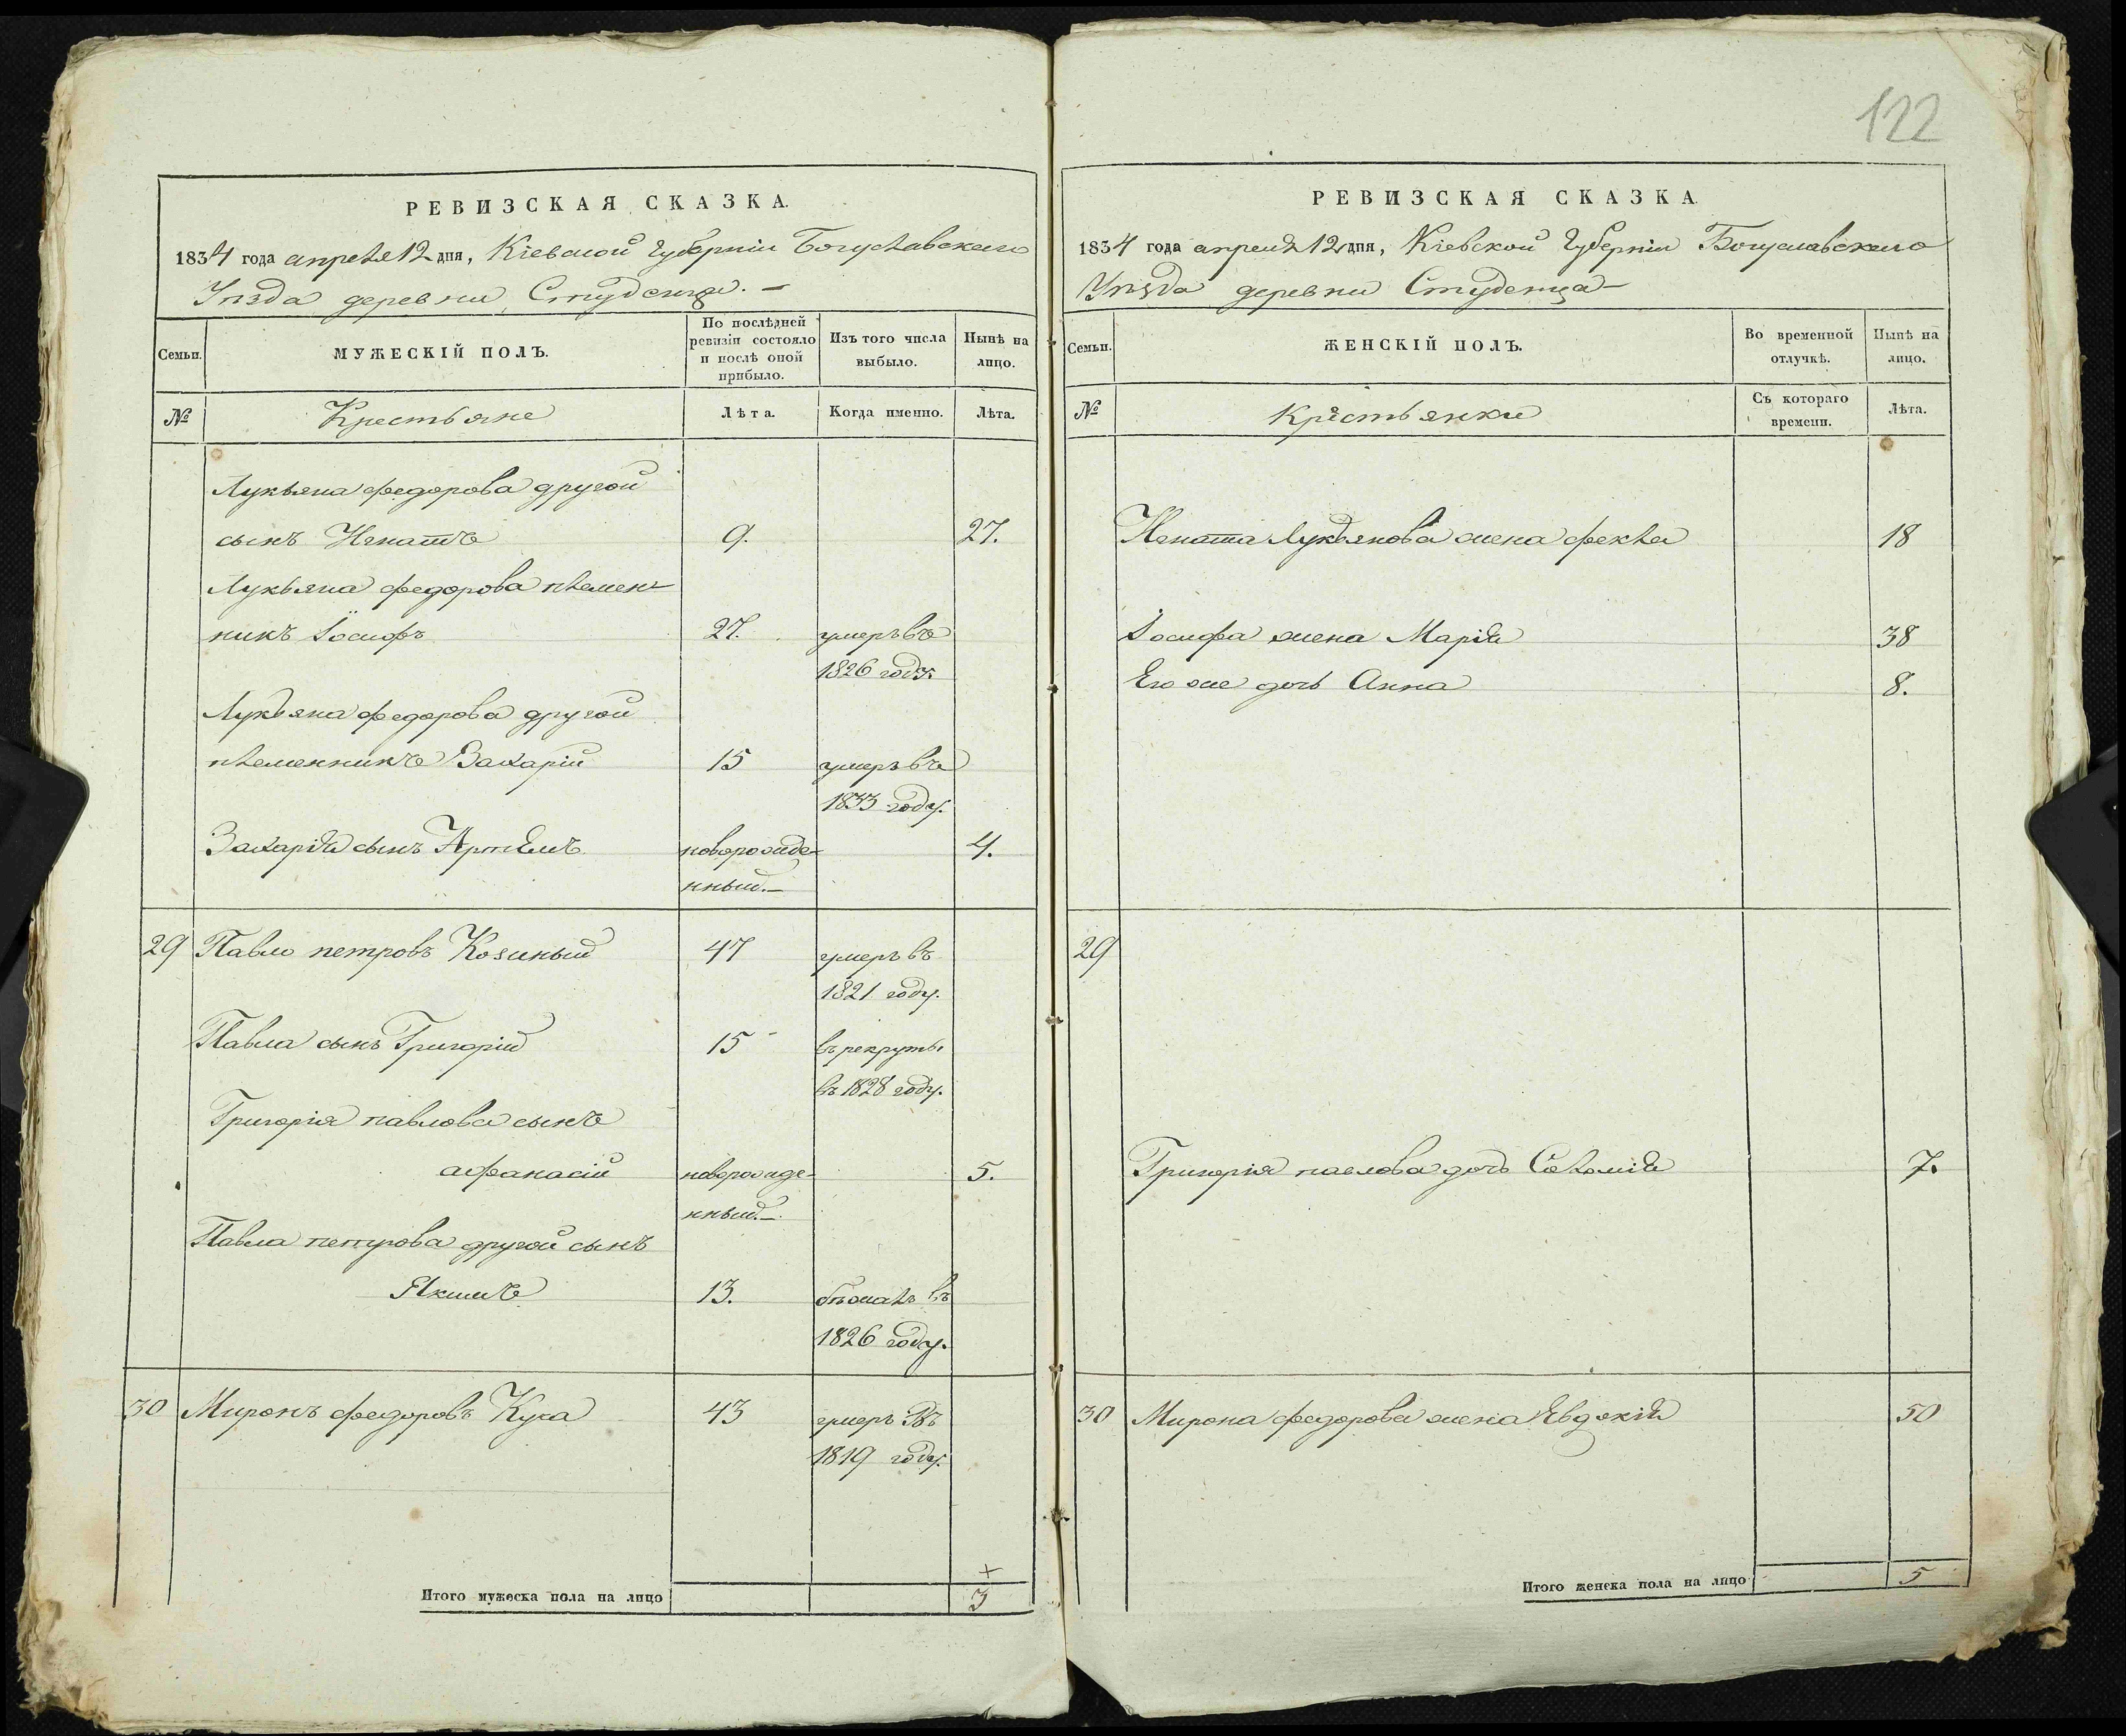 РЕВИЗСКАЯ СКАЗКА.
1834 года апреля 12 дня, Кіевской Губерніи Богуславскаго
Уѣзда деревни Студенца. —
Семьи.
МУЖЕСКІЙ ПОЛЪ.
По послѣдней
ревизіи состояло
и послѣ оной
прибыло.
Изъ того числа
выбыло.
Нынѣ на
лицо.
№
Крестьяне
Лѣта.
Когда именно.
Лѣта.
Лукьяна федорова другой
сынъ Игнатъ 9. 27.
Лукьяна федорова племен-
никъ Іосифъ 27. умеръ въ
1826 году.
Лукьяна федорова другой
племенникъ Захарій 15 умеръ въ
1833 году.
Захарія сынъ Артемъ новорожде- 4.
нный.—
29 Павло петровъ Козиный 47 умеръ въ
1821 году.
Павла сынъ Григорій 15 въ рекруты
въ 1828 году.
Григорія павлова сынъ
афанасій новорожде- 5.
нный.—
Павла петрова другой сынъ
Якимъ 13. бѣжалъ въ
1826 году.
30 Миронъ федоровъ Кука 43 умеръ въ
1819 году.
+
Итого мужеска пола на лицо 3
122
РЕВИЗСКАЯ СКАЗКА
1834 года апреля 12 дня, Кіевской Губерніи Богуславскаго
Уѣзда деревни Студенца —
Семьи.
ЖЕНСКІЙ ПОЛЪ.
Во временной
отлучкѣ.
Нынѣ на
лицо.
№
Крестьянки
Съ котораго
времени.
Лѣта.
Игната Лукьянова жена фекла 18
Іосифа жена Марія 38
Его же дочь Анна 8.
29
Григорія павлова дочь Соломія 7.
30 Мирона федорова жена Евдокія 50
Итого женска пола на лицо 5